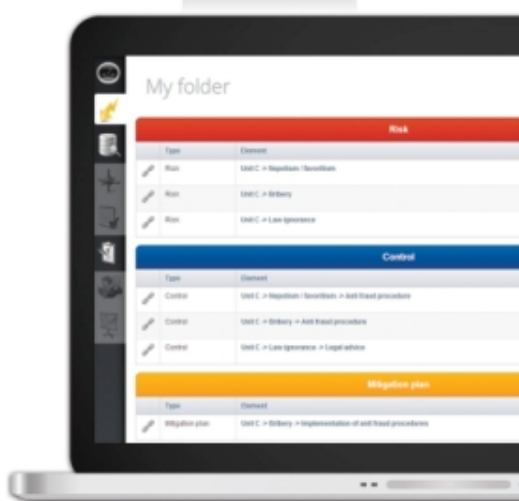 My folder
Risk
Type Element
Risk Unit C -> Nepotism / favoritism
Risk Unit C -> Bribery
Risk Unit C -> Law ignorance
Control
Type Element
Control Unit C -> Nepotism / favoritism -> Anti fraud procedure
Control Unit C -> Bribery -> Anti fraud procedure
Control Unit C -> Law ignorance -> Legal advice
Mitigation plan
Type Element
Mitigation plan Unit C -> Bribery -> Implementation of anti fraud procedures